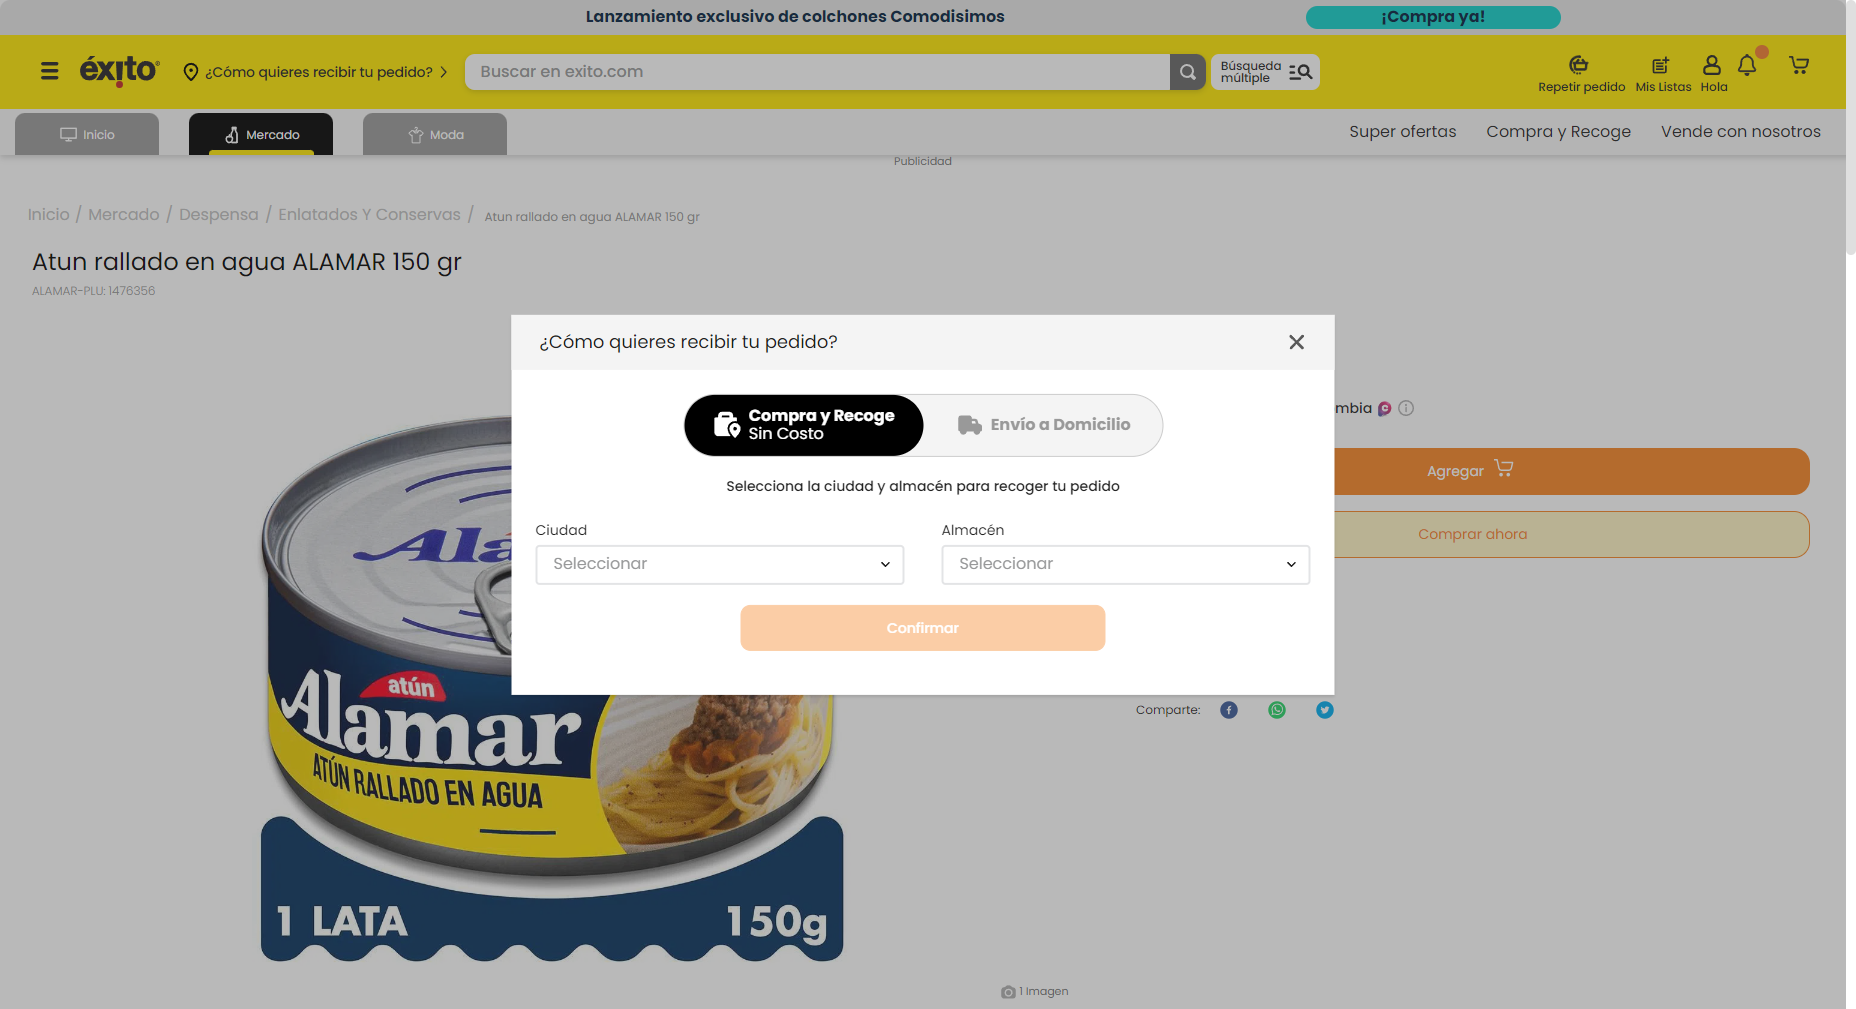 Lanzamiento exclusivo de colchones Comodisimos
¡Compra ya!
éxito
¿Cómo quieres recibir tu pedido?
Buscar en exito.com
Búsqueda
múltiple
Repetir pedido
Mis Listas
Hola
Inicio
Mercado
Moda
Super ofertas
Compra y Recoge
Vende con nosotros
Publicidad
Inicio / Mercado / Despensa / Enlatados Y Conservas / Atun rallado en agua ALAMAR 150 gr
Atun rallado en agua ALAMAR 150 gr
ALAMAR-PLU: 1476356
¿Cómo quieres recibir tu pedido?
Compra y Recoge
Sin Costo
Envío a Domicilio
Selecciona la ciudad y almacén para recoger tu pedido
Ciudad
Almacén
Seleccionar
Seleccionar
Confirmar
mbia
Agregar
Comprar ahora
Comparte:
Ala
atún
Alamar
ATÚN RALLADO EN AGUA
1 LATA
150g
1 Imagen